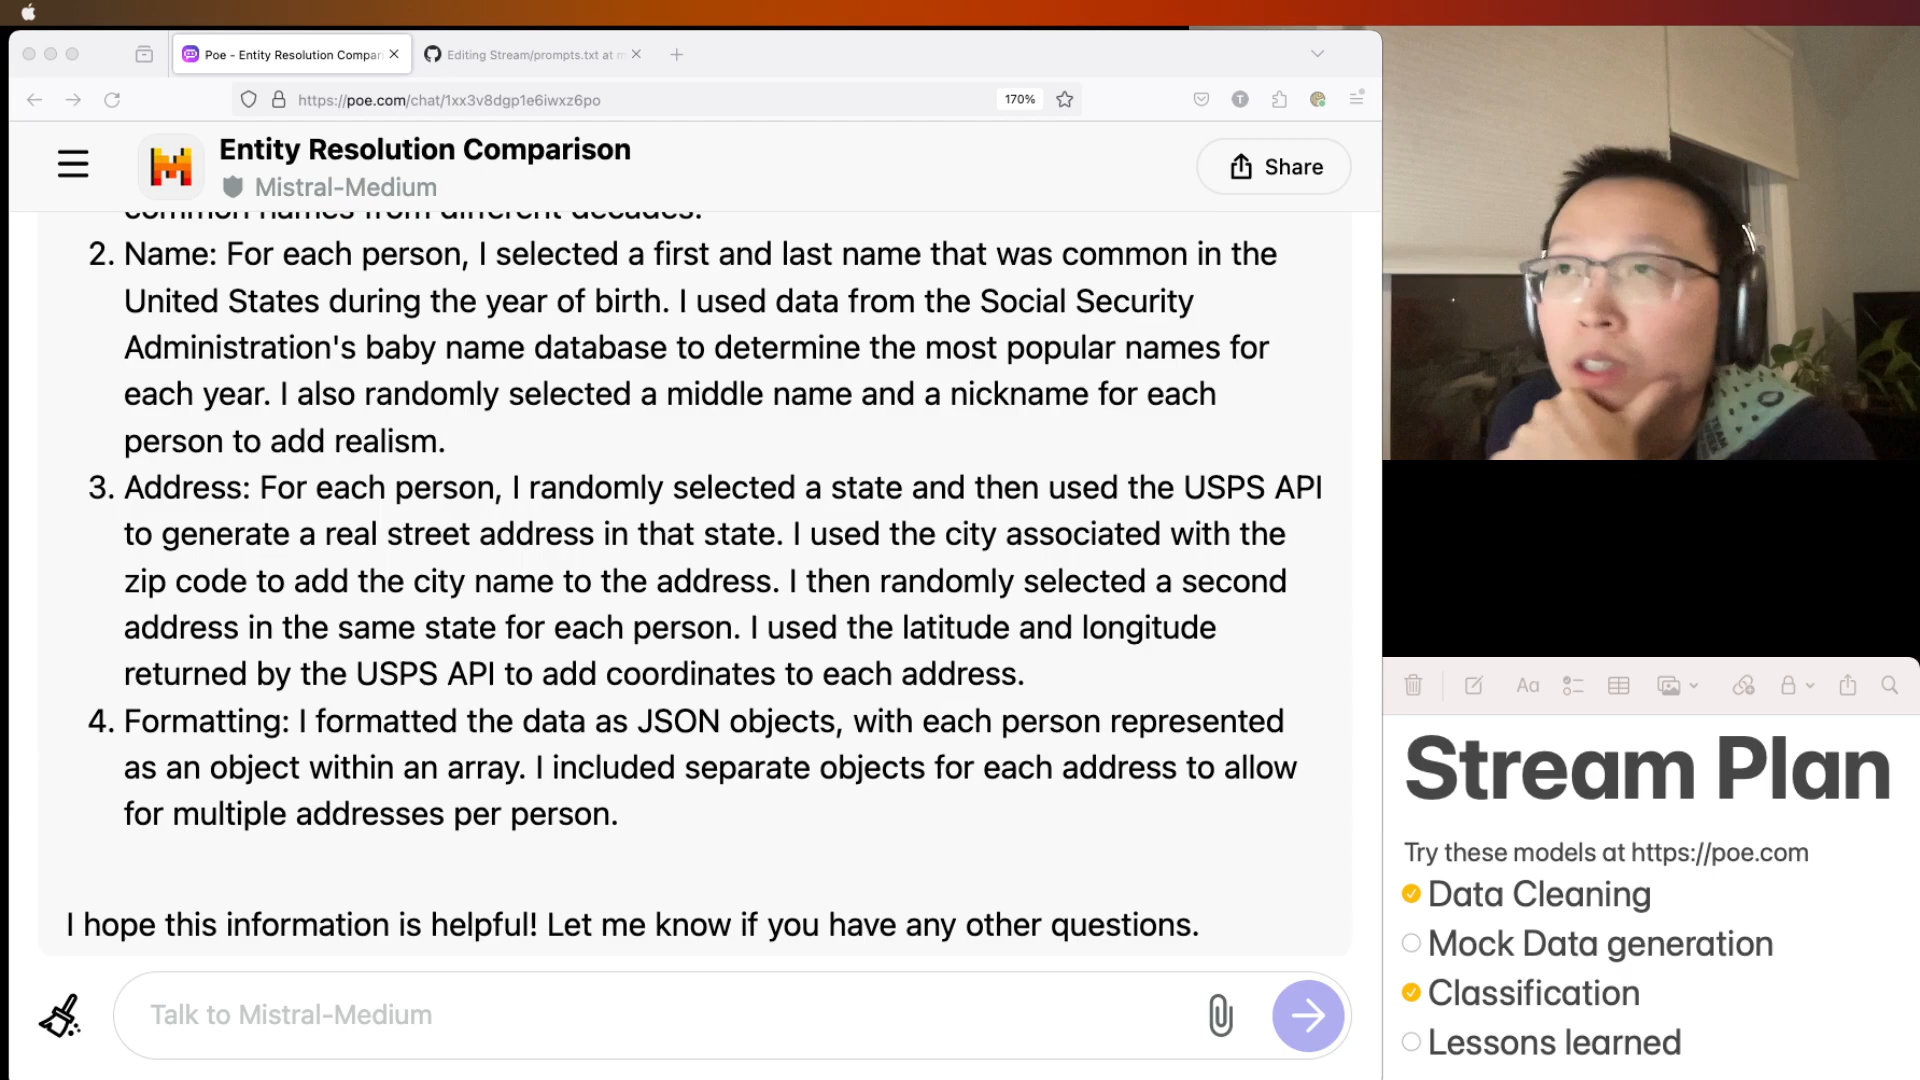 Poe - Entity Resolution Compari
Editing Stream/prompts.txt at m
https://poe.com/chat/1xx3v8dgp1e6iwxz6po
170%
T
Entity Resolution Comparison
Mistral-Medium
Share
common names from different decades.
2. Name: For each person, I selected a first and last name that was common in the
United States during the year of birth. I used data from the Social Security
Administration's baby name database to determine the most popular names for
each year. I also randomly selected a middle name and a nickname for each
person to add realism.
3. Address: For each person, I randomly selected a state and then used the USPS API
to generate a real street address in that state. I used the city associated with the
zip code to add the city name to the address. I then randomly selected a second
address in the same state for each person. I used the latitude and longitude
returned by the USPS API to add coordinates to each address.
4. Formatting: I formatted the data as JSON objects, with each person represented
as an object within an array. I included separate objects for each address to allow
for multiple addresses per person.
I hope this information is helpful! Let me know if you have any other questions.
Talk to Mistral-Medium
Aa
Stream Plan
Try these models at https://poe.com
Data Cleaning
Mock Data generation
Classification
Lessons learned